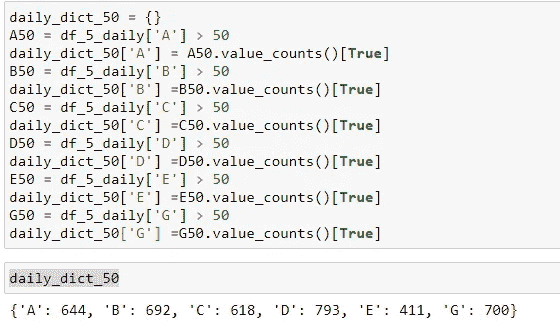 daily_dict_50 = {}
A50 = df_5_daily['A'] > 50
daily_dict_50['A'] = A50.value_counts()[True]
B50 = df_5_daily['B'] > 50
daily_dict_50['B'] =B50.value_counts()[True]
C50 = df_5_daily['C'] > 50
daily_dict_50['C'] =C50.value_counts()[True]
D50 = df_5_daily['D'] > 50
daily_dict_50['D'] =D50.value_counts()[True]
E50 = df_5_daily['E'] > 50
daily_dict_50['E'] =E50.value_counts()[True]
G50 = df_5_daily['G'] > 50
daily_dict_50['G'] =G50.value_counts()[True]
daily_dict_50
{'A': 644, 'B': 692, 'C': 618, 'D': 793, 'E': 411, 'G': 700}